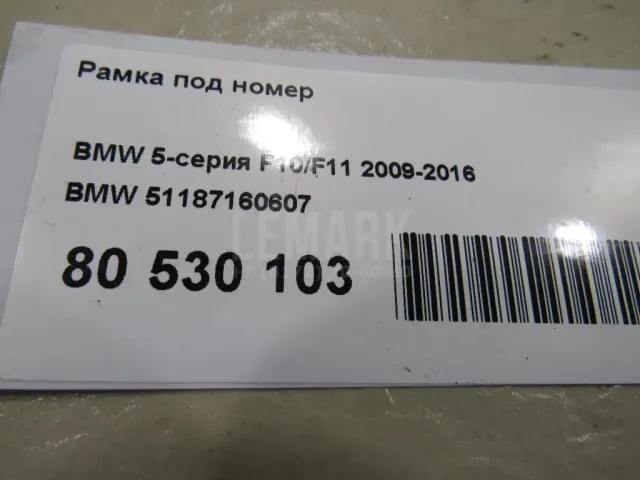 Рамка под номер
BMW 5-серия F10/F11 2009-2016
BMW 51187160607
LEMARK
80 530 103